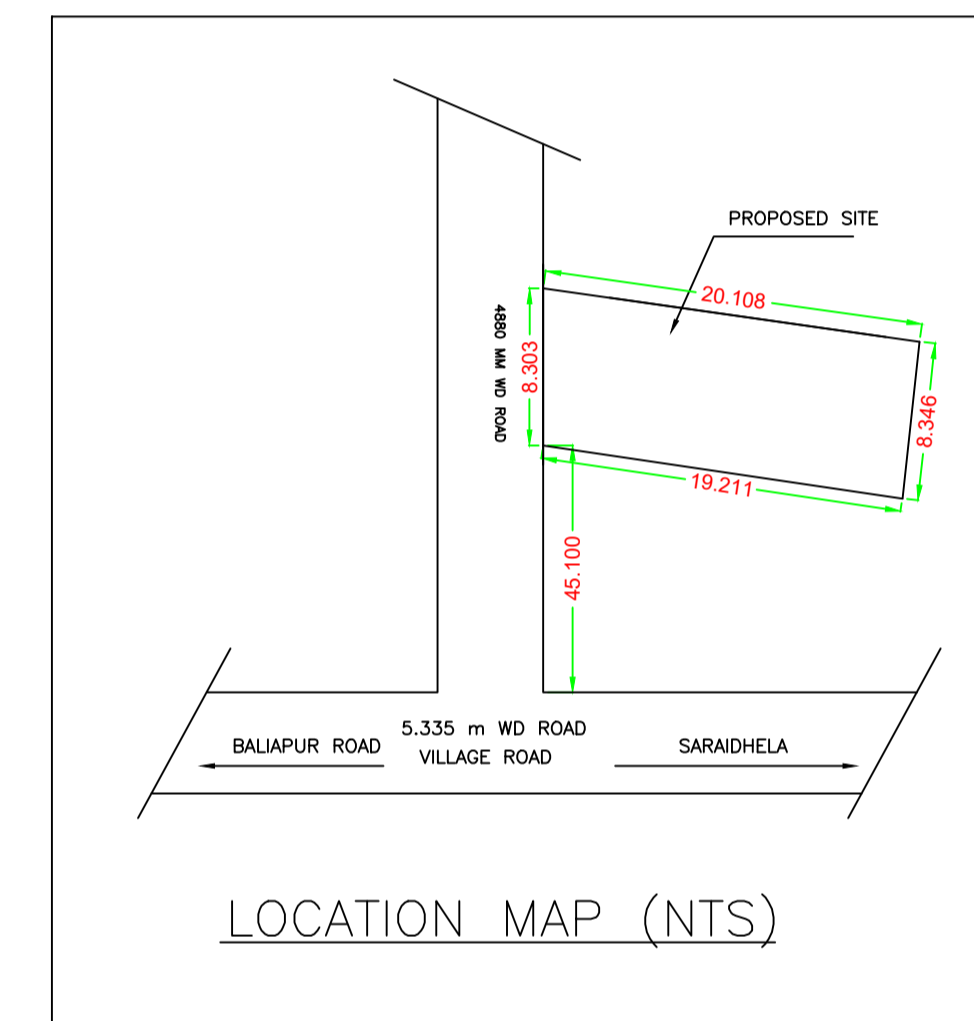 PROPOSED SITE
20.108
4880 MM WD ROAD
8.303
8.346
19.211
45.100
5.335 m WD ROAD
BALIAPUR ROAD
VILLAGE ROAD
SARAIDHELA
LOCATION MAP (NTS)